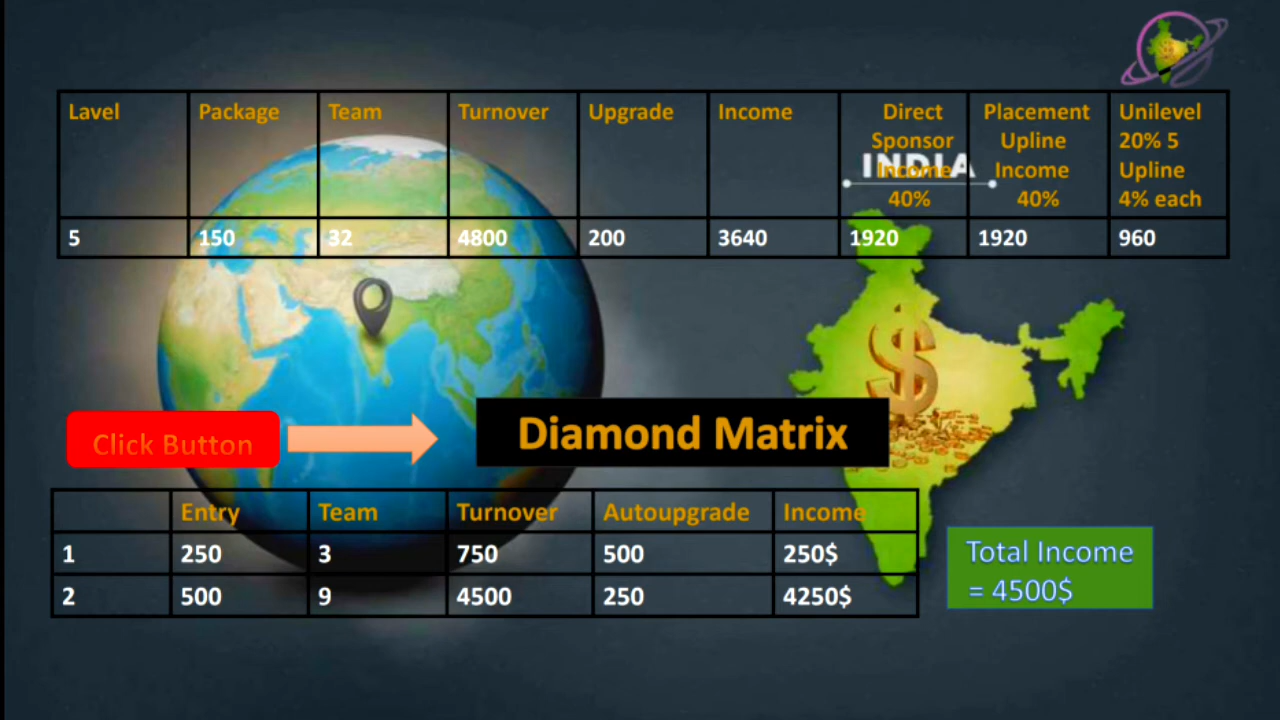 Lavel Package Team Turnover Upgrade Income Direct Sponsor Income 40% Placement Upline Income 40% Unilevel 20% 5 Upline 4% each
INDIA
5 150 32 4800 200 3640 1920 1920 960
Click Button
Diamond Matrix
Entry Team Turnover Autoupgrade Income
1 250 3 750 500 250$
2 500 9 4500 250 4250$
Total Income
= 4500$